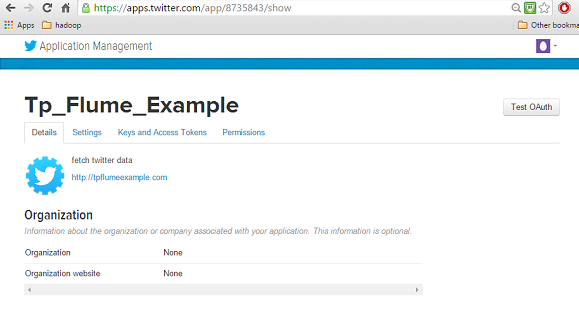 https://apps.twitter.com/app/8735843/show
Apps hadoop Other bookma
Application Management
Tp_Flume_Example
Test OAuth
Details Settings Keys and Access Tokens Permissions
fetch twitter data
http://tpflumeexample.com
Organization
Information about the organization or company associated with your application. This information is optional.
Organization None
Organization website None